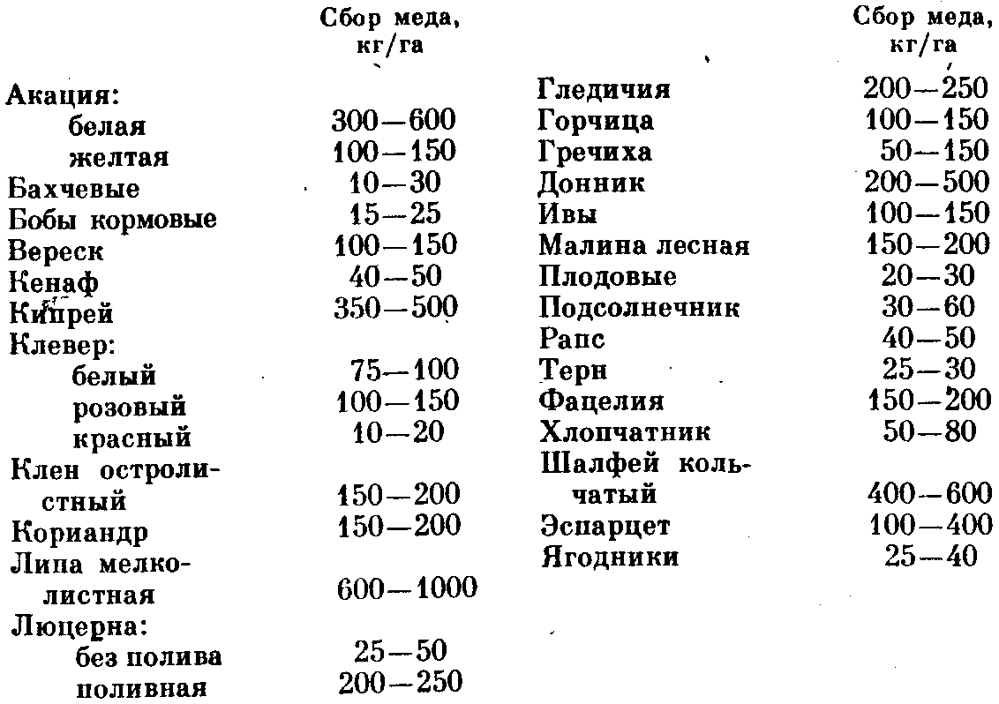 Сбор меда,
кг/га
Акация:
белая 300—600
желтая 100—150
Бахчевые 10—30
Бобы кормовые 15—25
Вереск 100—150
Кенаф 40—50
Кипрей 350—500
Клевер:
белый 75—100
розовый 100—150
красный 10—20
Клен остроли-
стный 150—200
Кориандр 150—200
Липа мелко-
листная 600—1000
Люцерна:
без полива 25—50
поливная 200—250
Сбор меда,
кг/га
Гледичия 200—250
Горчица 100—150
Гречиха 50—150
Донник 200—500
Ивы 100—150
Малина лесная 150—200
Плодовые 20—30
Подсолнечник 30—60
Рапс 40—50
Терн 25—30
Фацелия 150—200
Хлопчатник 50—80
Шалфей коль-
чатый 400—600
Эспарцет 100—400
Ягодники 25—40